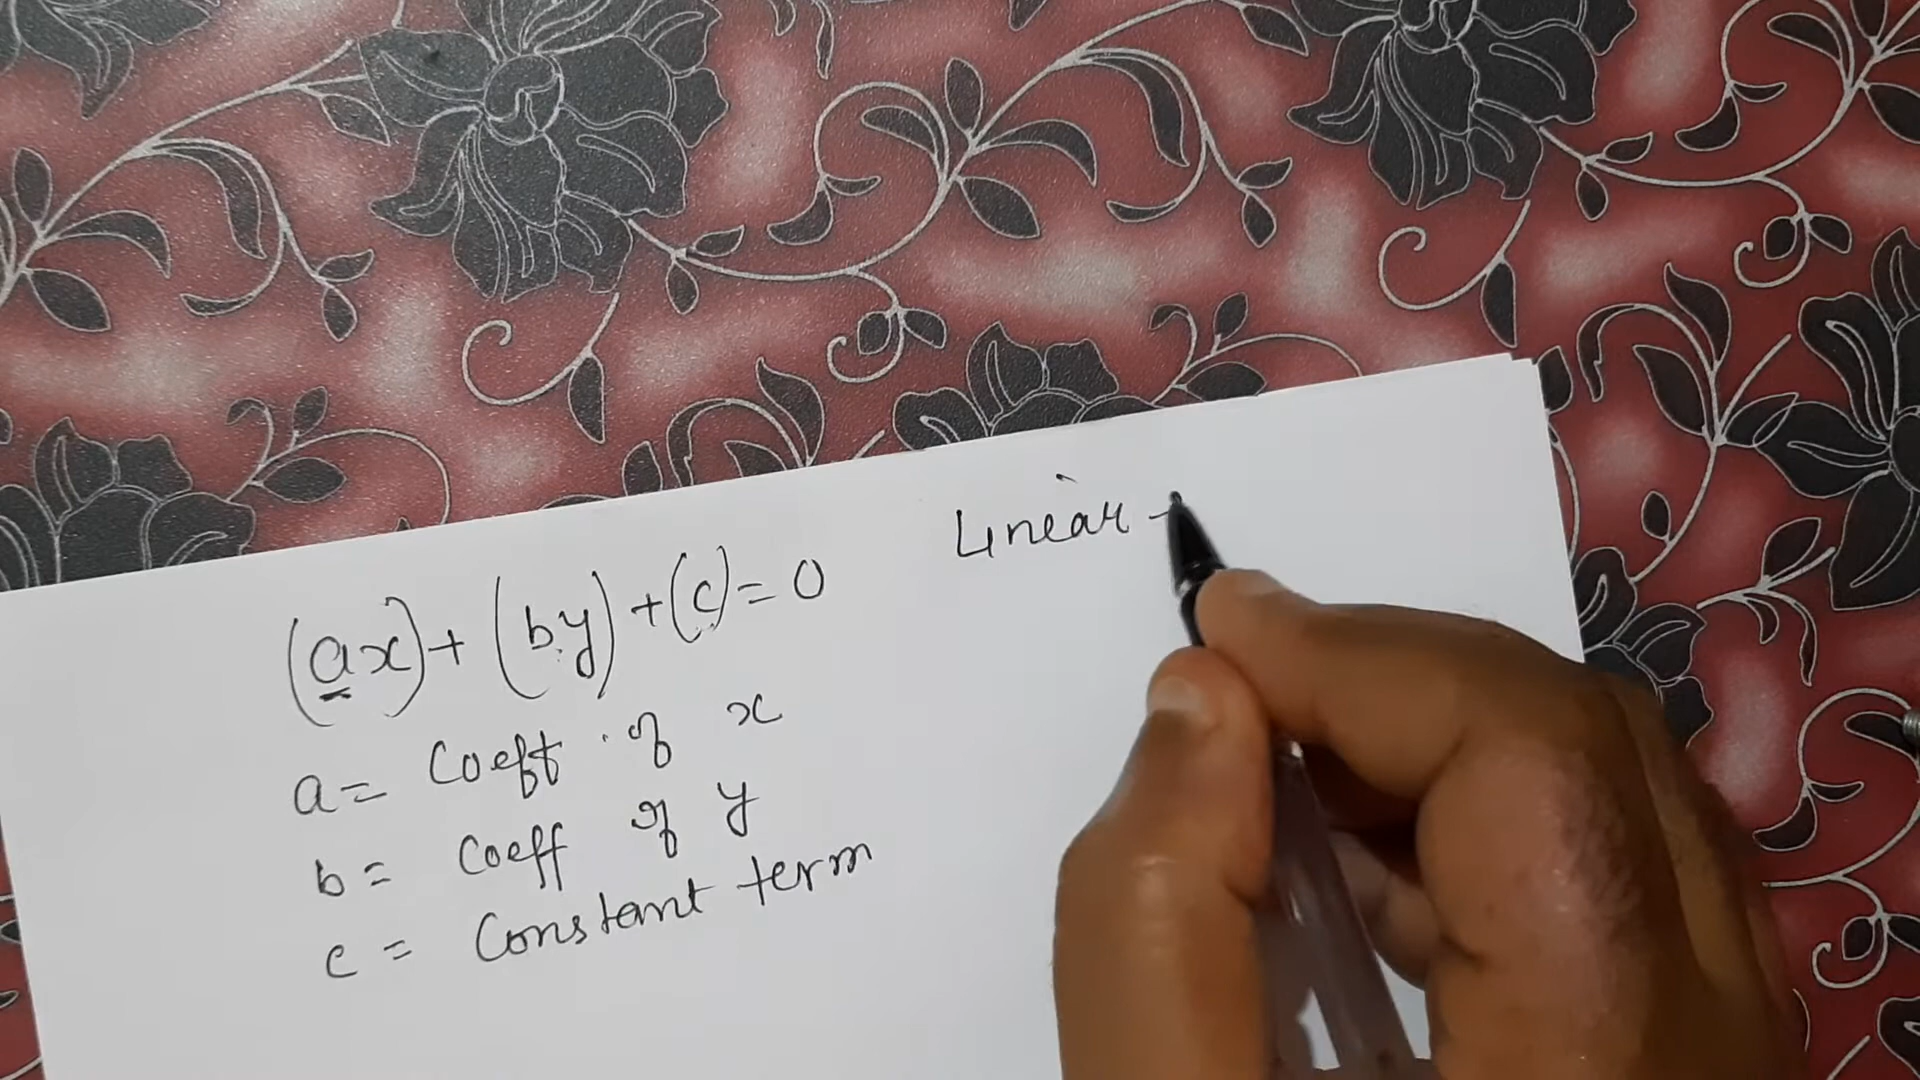 (ax) + (by) + (c) = 0
Linear -
a = Coeff. of x
b = Coeff of y
c = Constant term